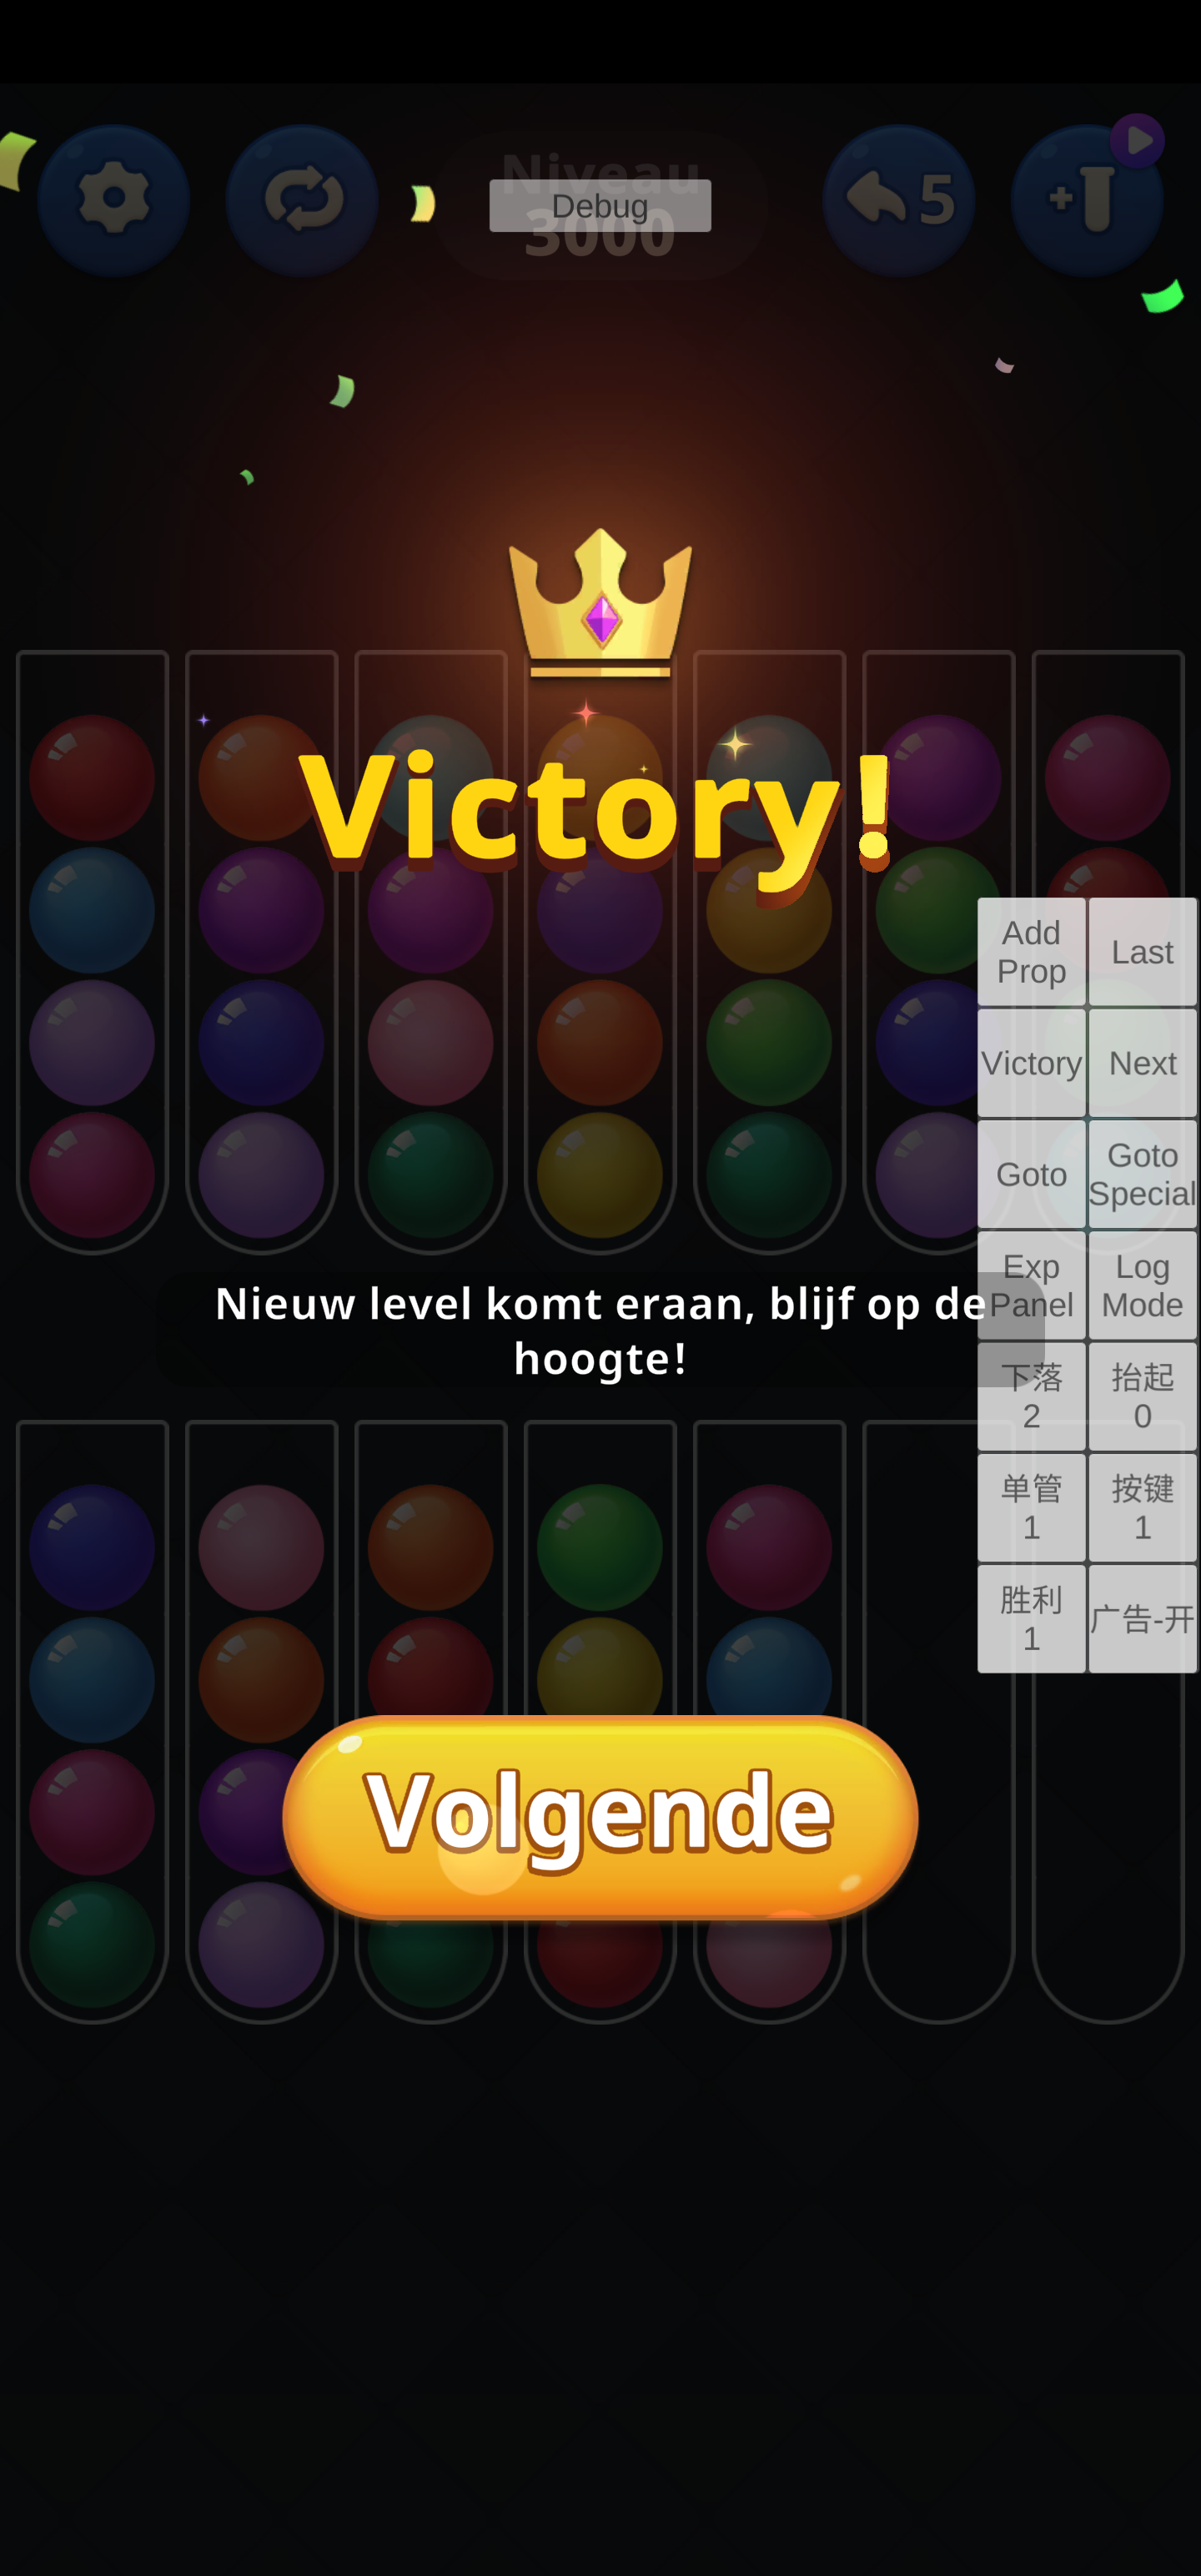 Niveau
Debug
3000
5
+
Victory!
Add
Prop
Last
Victory
Next
Goto
Goto
Special
Exp
Panel
Log
Mode
Nieuw level komt eraan, blijf op de
hoogte!
下落
2
抬起
0
单管
1
按键
1
胜利
1
广告-开
Volgende